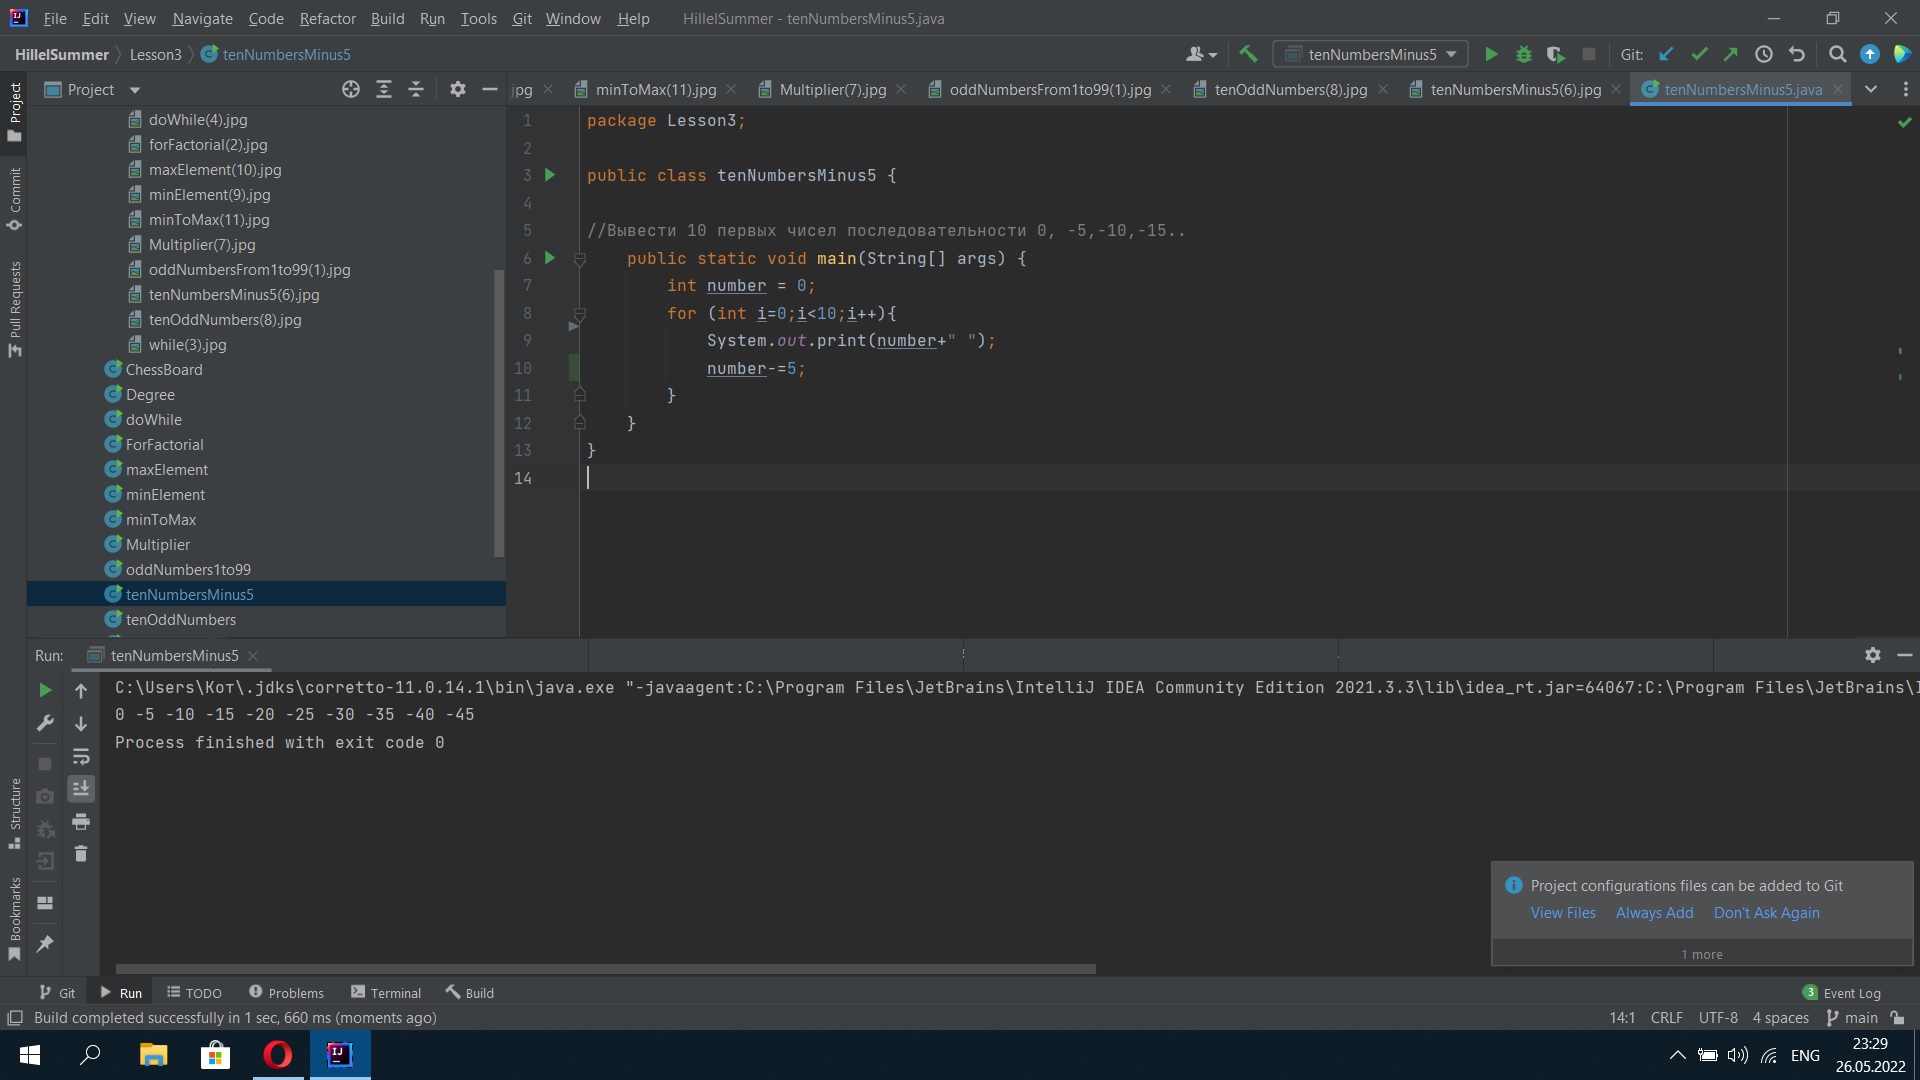 File Edit View Navigate Code Refactor Build Run Tools Git Window Help HillelSummer - tenNumbersMinus5.java
HillelSummer Lesson3 tenNumbersMinus5 tenNumbersMinus5 Git:
Project .jpg minToMax(11).jpg Multiplier(7).jpg oddNumbersFrom1to99(1).jpg tenOddNumbers(8).jpg tenNumbersMinus5(6).jpg tenNumbersMinus5.java
Project
Commit
Pull Requests
Structure
Bookmarks
doWhile(4).jpg
forFactorial(2).jpg
maxElement(10).jpg
minElement(9).jpg
minToMax(11).jpg
Multiplier(7).jpg
oddNumbersFrom1to99(1).jpg
tenNumbersMinus5(6).jpg
tenOddNumbers(8).jpg
while(3).jpg
ChessBoard
Degree
doWhile
ForFactorial
maxElement
minElement
minToMax
Multiplier
oddNumbers1to99
tenNumbersMinus5
tenOddNumbers
1 package Lesson3;
2
3 public class tenNumbersMinus5 {
4
5 //Вывести 10 первых чисел последовательности 0, -5,-10,-15..
6 public static void main(String[] args) {
7 int number = 0;
8 for (int i=0;i<10;i++){
9 System.out.print(number+" ");
10 number-=5;
11 }
12 }
13 }
14
Run: tenNumbersMinus5
C:\Users\Кот\.jdks\corretto-11.0.14.1\bin\java.exe "-javaagent:C:\Program Files\JetBrains\IntelliJ IDEA Community Edition 2021.3.3\lib\idea_rt.jar=64067:C:\Program Files\JetBrains\I
0 -5 -10 -15 -20 -25 -30 -35 -40 -45
Process finished with exit code 0
Project configurations files can be added to Git
View Files Always Add Don't Ask Again
1 more
Git Run TODO Problems Terminal Build 3 Event Log
Build completed successfully in 1 sec, 660 ms (moments ago) 14:1 CRLF UTF-8 4 spaces main
ENG 23:29
26.05.2022